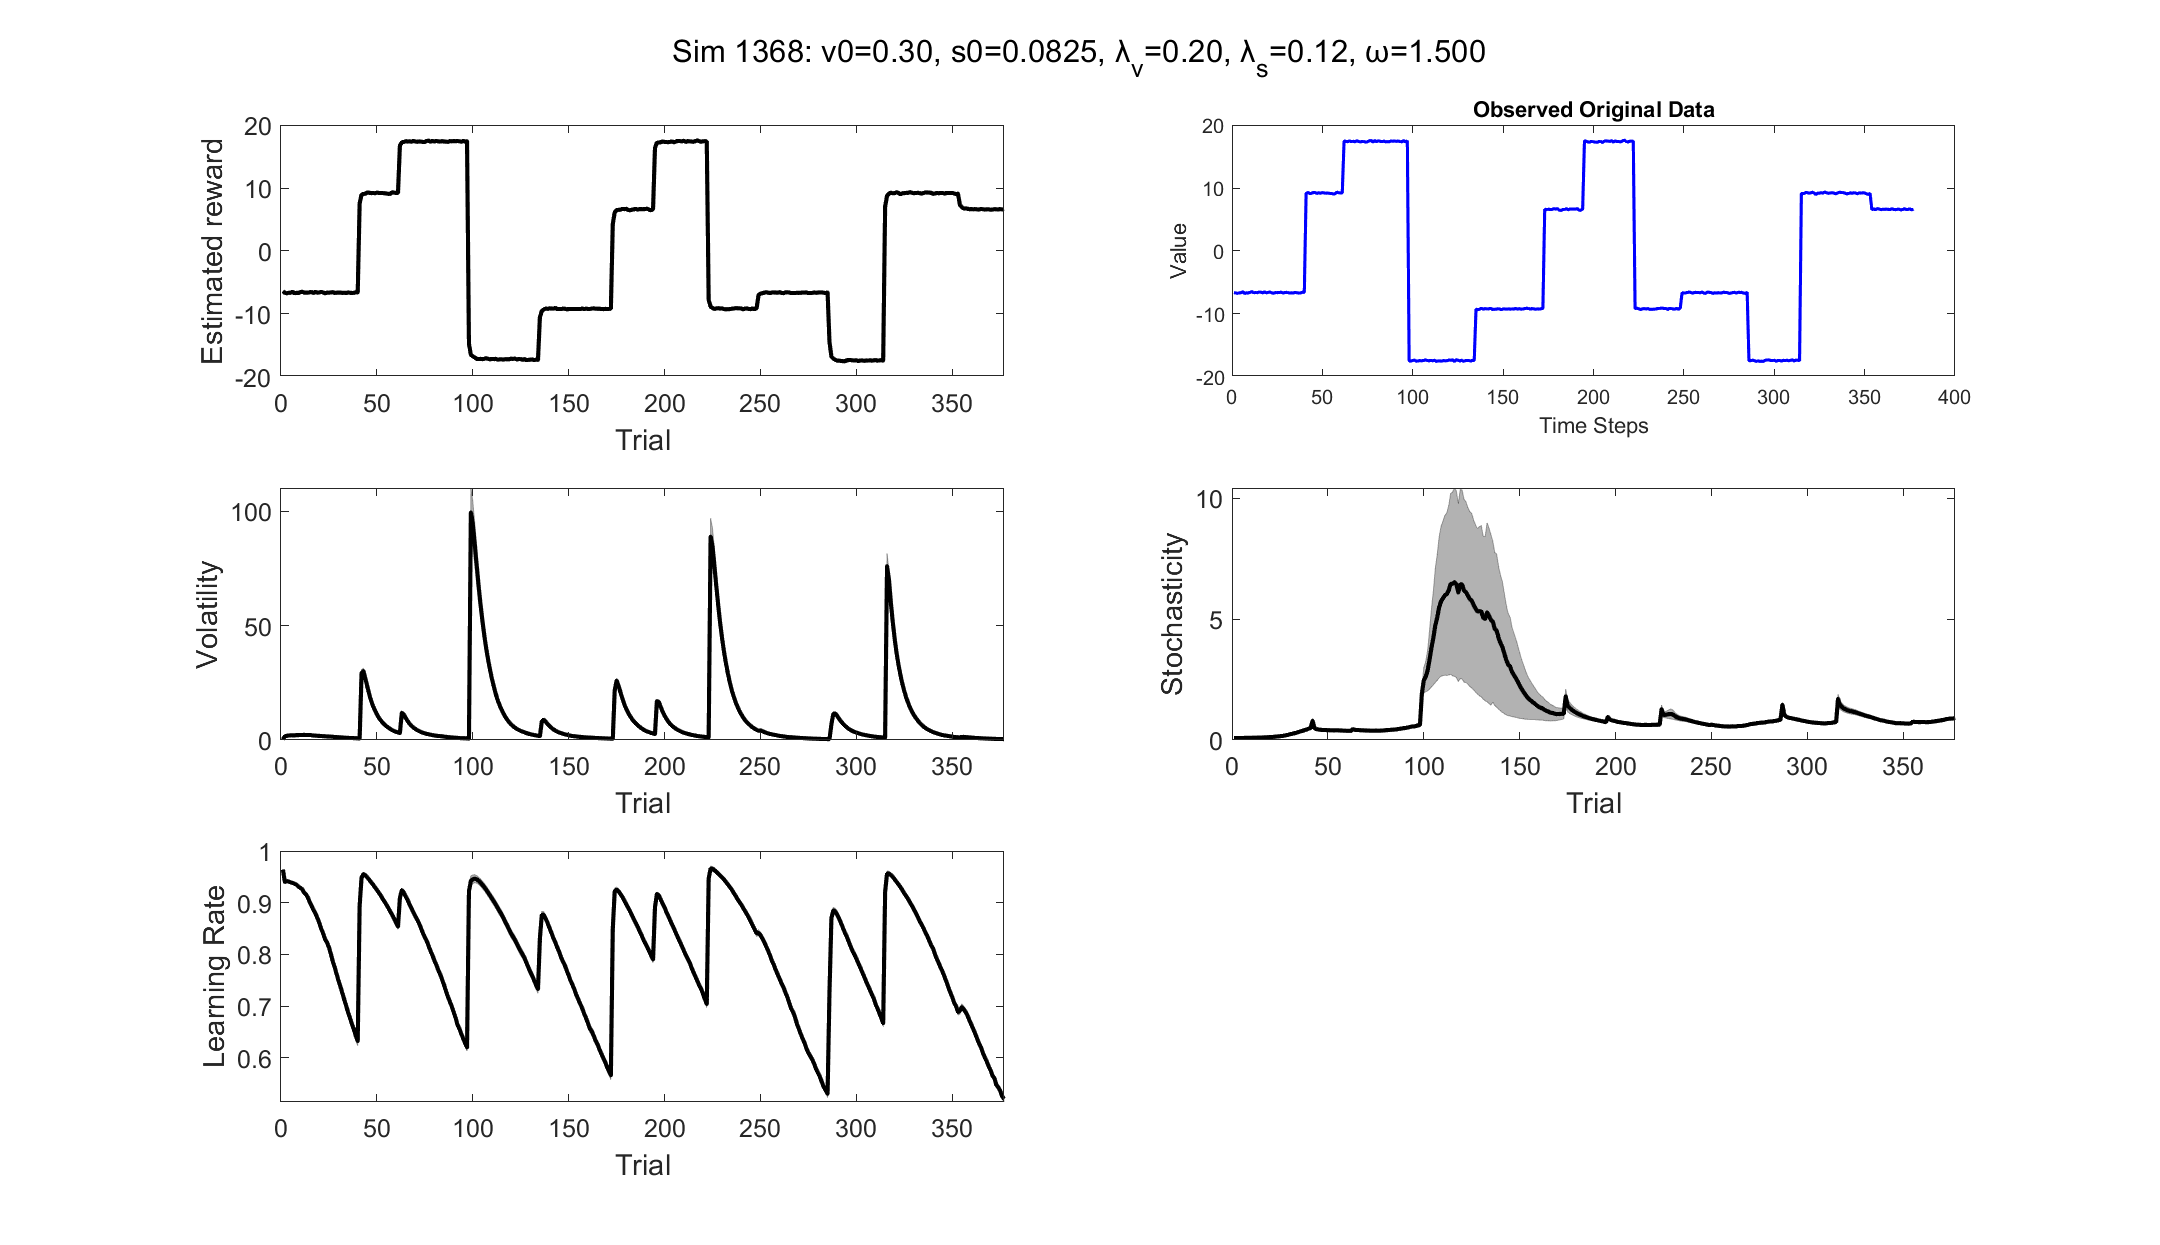 Sim 1368: v0=0.30, s0=0.0825, λ_v=0.20, λ_s=0.12, ω=1.500
Estimated reward
20
10
0
-10
-20
0 50 100 150 200 250 300 350
Trial
Observed Original Data
Value
20
10
0
-10
-20
0 50 100 150 200 250 300 350 400
Time Steps
Volatility
100
50
0
0 50 100 150 200 250 300 350
Trial
Stochasticity
10
5
0
0 50 100 150 200 250 300 350
Trial
Learning Rate
1
0.9
0.8
0.7
0.6
0 50 100 150 200 250 300 350
Trial